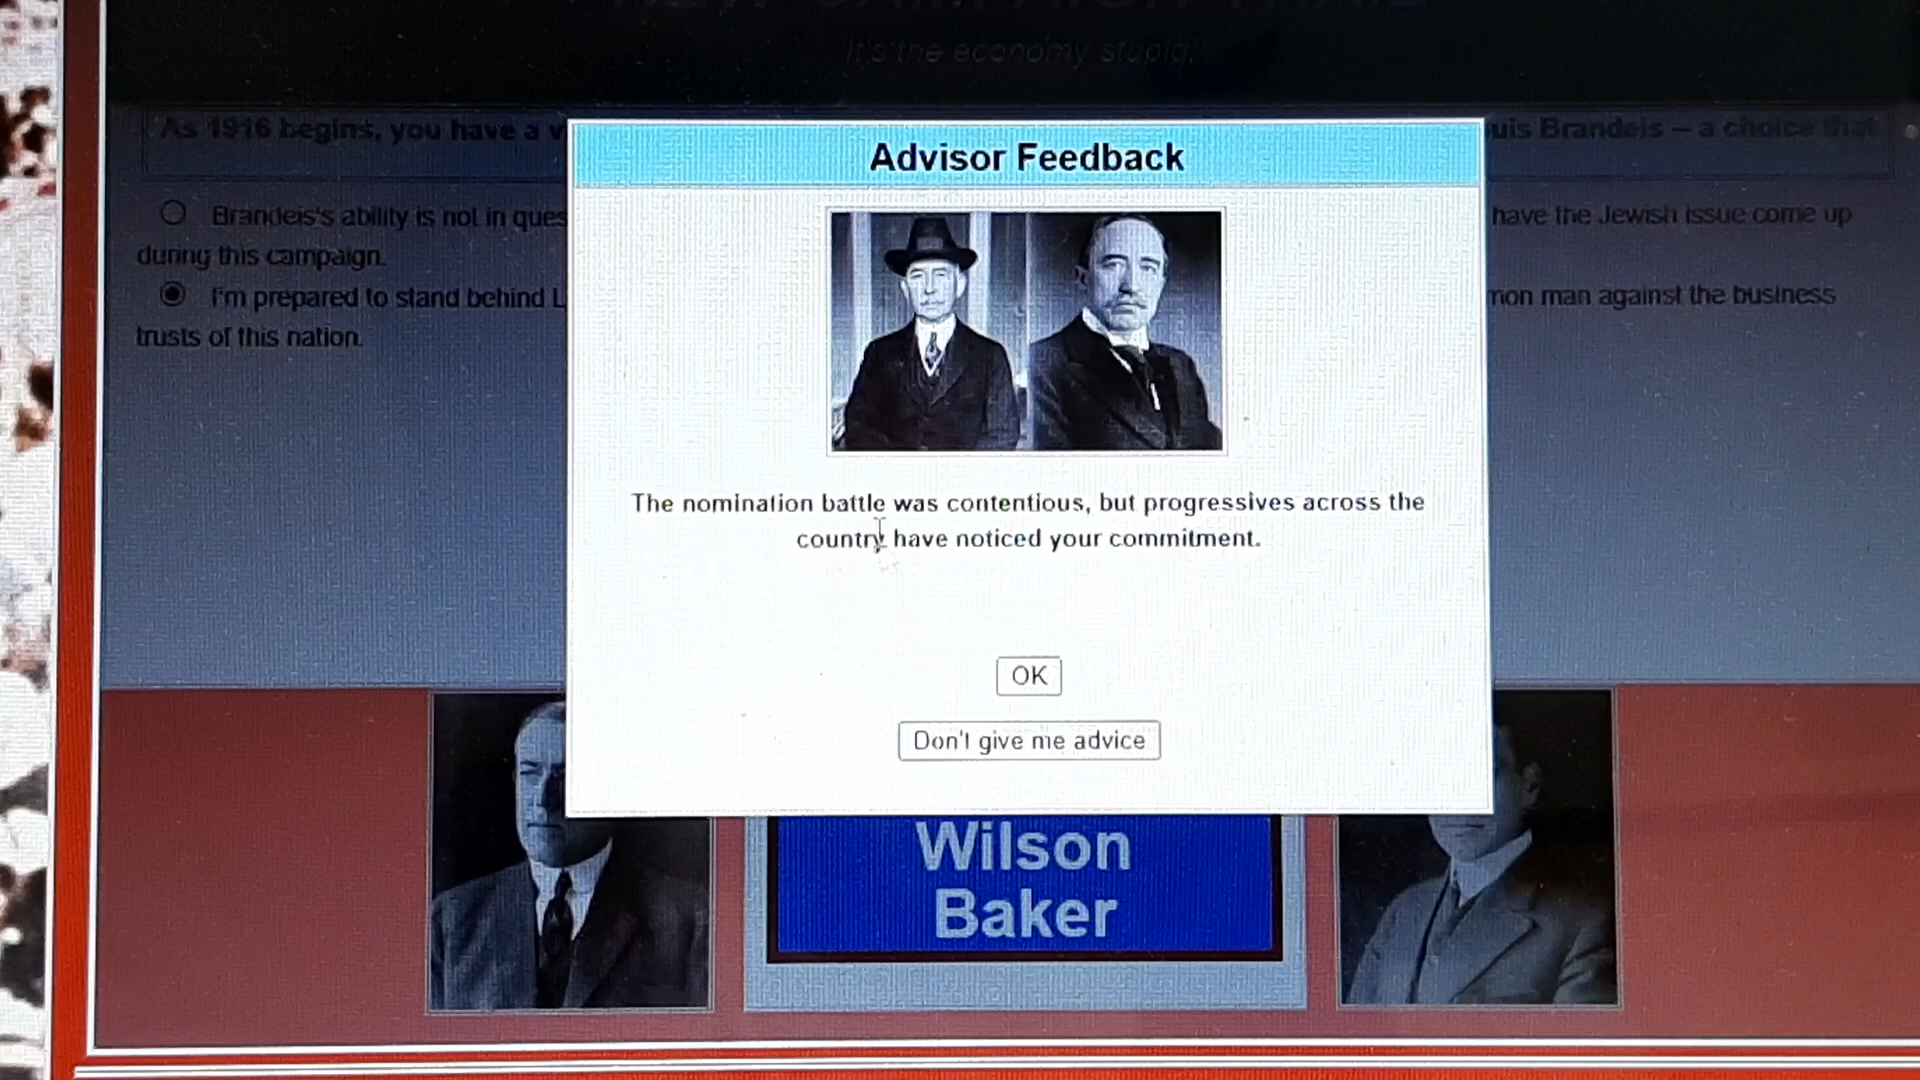 NEW CAMPAIGN TRAIL
It's the economy stupid!
As 1916 begins, you have a v
uis Brandeis – a choice that
Advisor Feedback
Brandeis's ability is not in ques
have the Jewish issue come up
during this campaign.
I'm prepared to stand behind L
mon man against the business
trusts of this nation.
The nomination battle was contentious, but progressives across the
country have noticed your commitment.
OK
Don't give me advice
Wilson
Baker